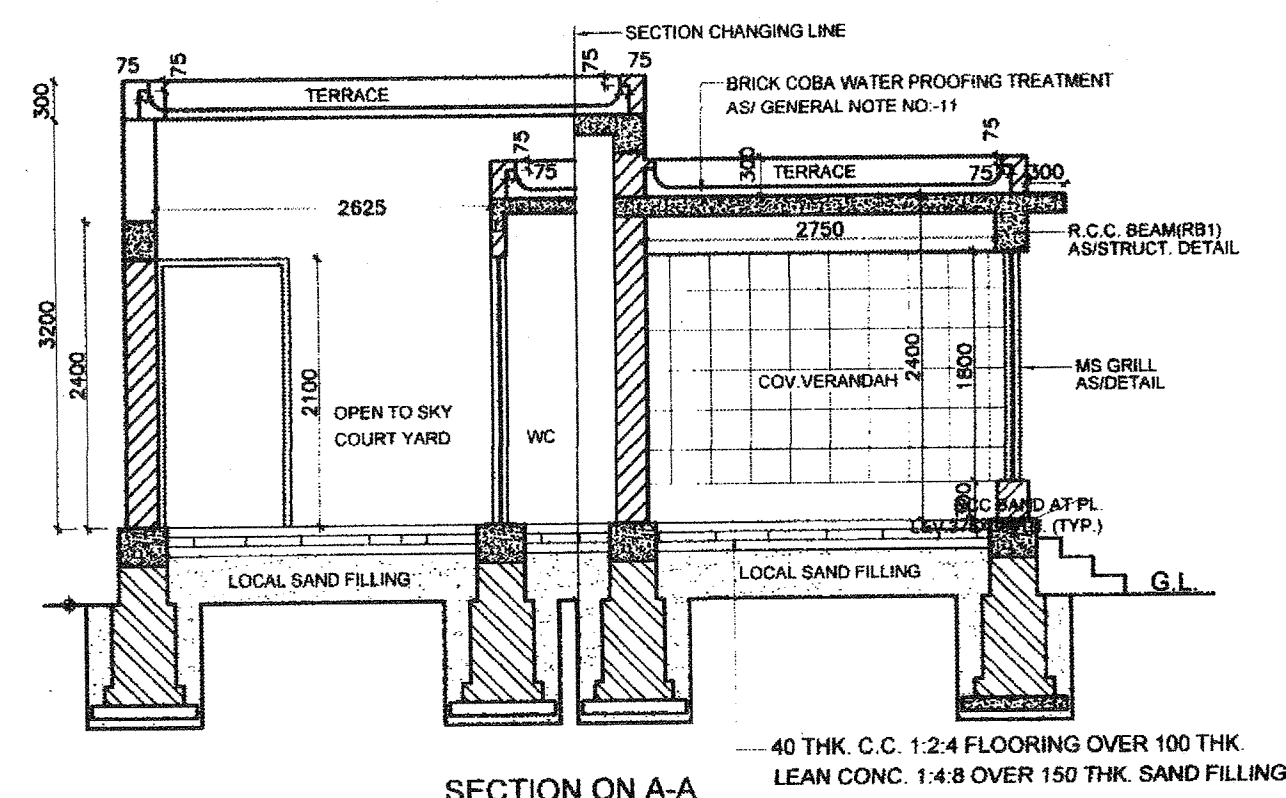 SECTION CHANGING LINE
75
75
75
75
BRICK COBA WATER PROOFING TREATMENT
AS/ GENERAL NOTE NO:-11
300
TERRACE
75
75
75
300
TERRACE
75
300
2625
2750
R.C.C. BEAM(RB1)
AS/STRUCT. DETAIL
3200
2400
2100
2400
1800
MS GRILL
AS/DETAIL
COV.VERANDAH
OPEN TO SKY
COURT YARD
WC
BAND AT PL.
(TYP.)
LOCAL SAND FILLING
LOCAL SAND FILLING
G.L.
40 THK. C.C. 1:2:4 FLOORING OVER 100 THK.
LEAN CONC. 1:4:8 OVER 150 THK. SAND FILLING
SECTION ON A-A